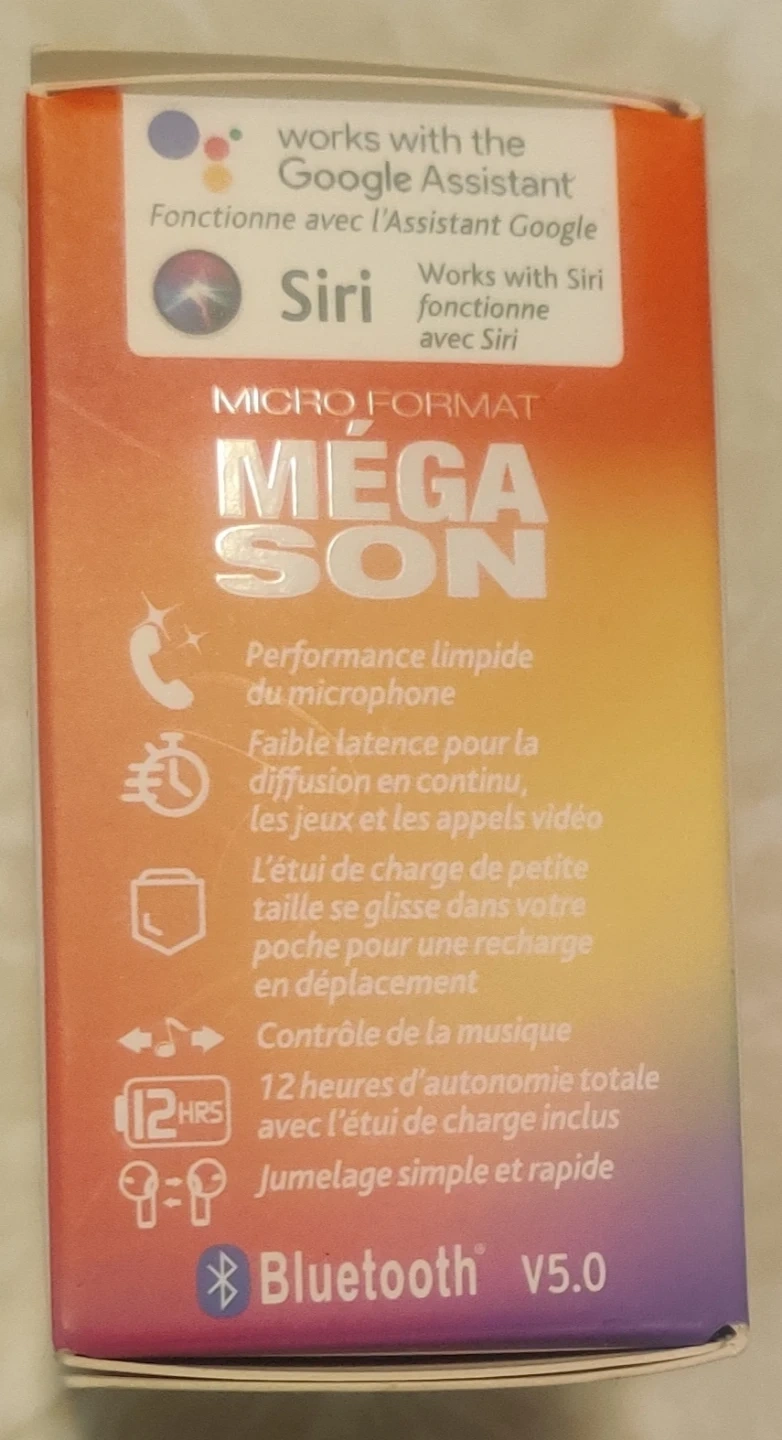 works with the
Google Assistant
Fonctionne avec l'Assistant Google
Siri
Works with Siri
fonctionne
avec Siri
MICRO FORMAT
MÉGA
SON
Performance limpide
du microphone
Faible latence pour la
diffusion en continu,
les jeux et les appels vidéo
L'étui de charge de petite
taille se glisse dans votre
poche pour une recharge
en déplacement
Contrôle de la musique
12 HRS
12 heures d'autonomie totale
avec l'étui de charge inclus
Jumelage simple et rapide
Bluetooth® V5.0